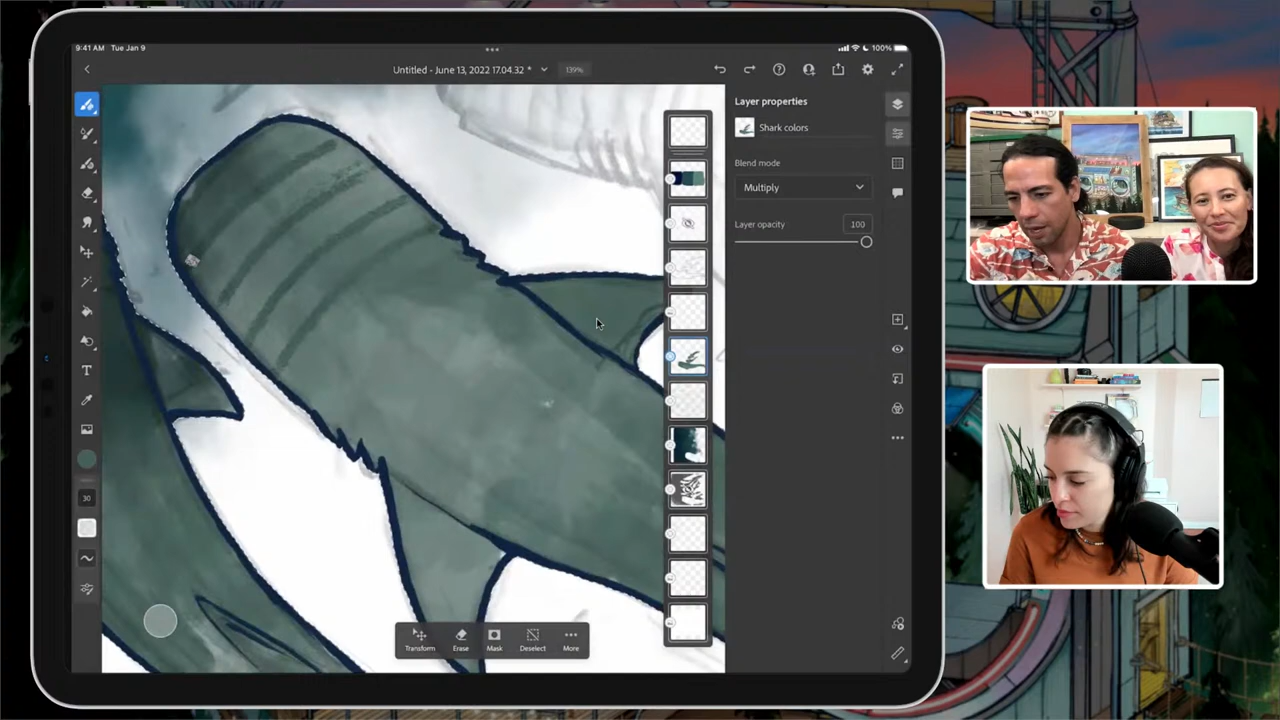 9:41 AM Tue Jan 9
100%
Untitled - June 13, 2022 17.04.32 *
139%
Layer properties
Shark colors
Blend mode
Multiply
Layer opacity
100
T
30
Transform
Erase
Mask
Deselect
More